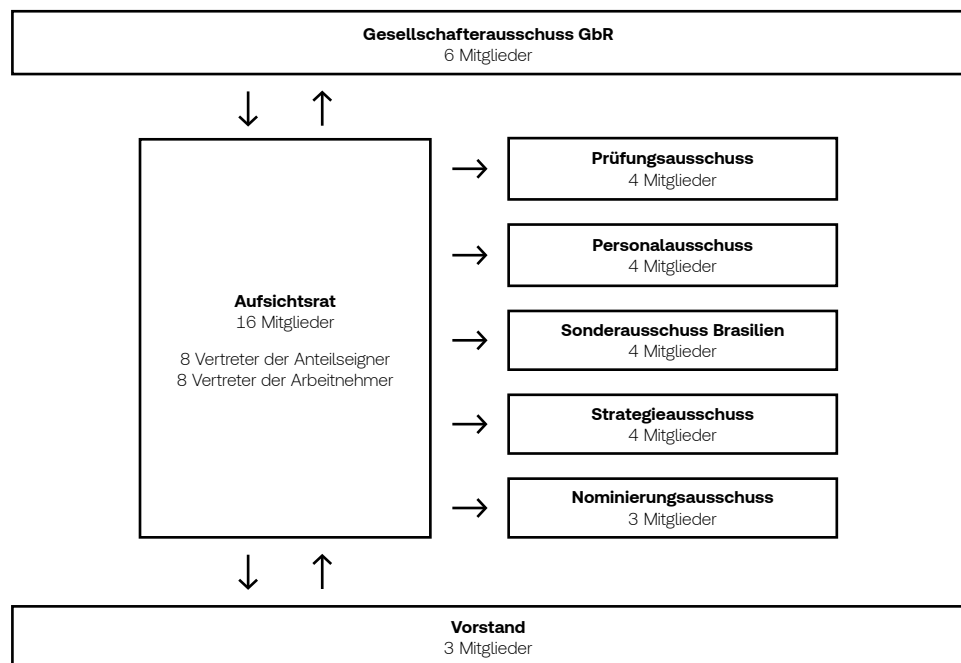 Gesellschafterausschuss GbR
6 Mitglieder
Aufsichtsrat
16 Mitglieder
8 Vertreter der Anteilseigner
8 Vertreter der Arbeitnehmer
Prüfungsausschuss
4 Mitglieder
Personalausschuss
4 Mitglieder
Sonderausschuss Brasilien
4 Mitglieder
Strategieausschuss
4 Mitglieder
Nominierungsausschuss
3 Mitglieder
Vorstand
3 Mitglieder